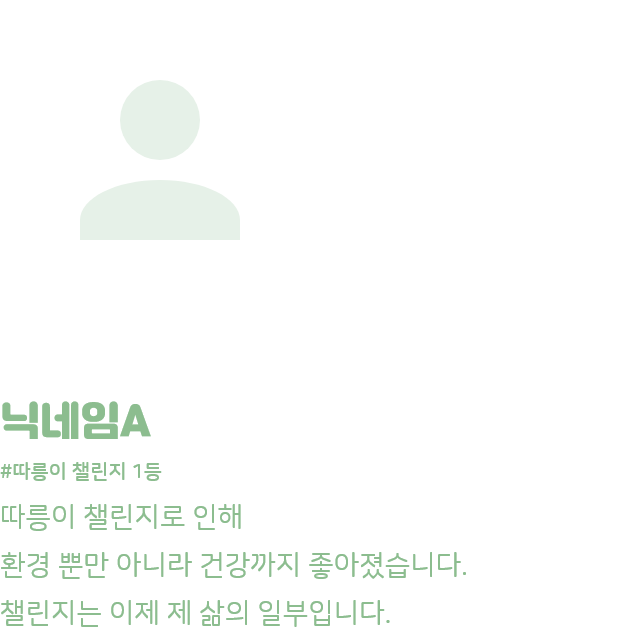 닉네임A
#따릉이 챌린지 1등
따릉이 챌린지로 인해
환경 뿐만 아니라 건강까지 좋아졌습니다.
챌린지는 이제 제 삶의 일부입니다.